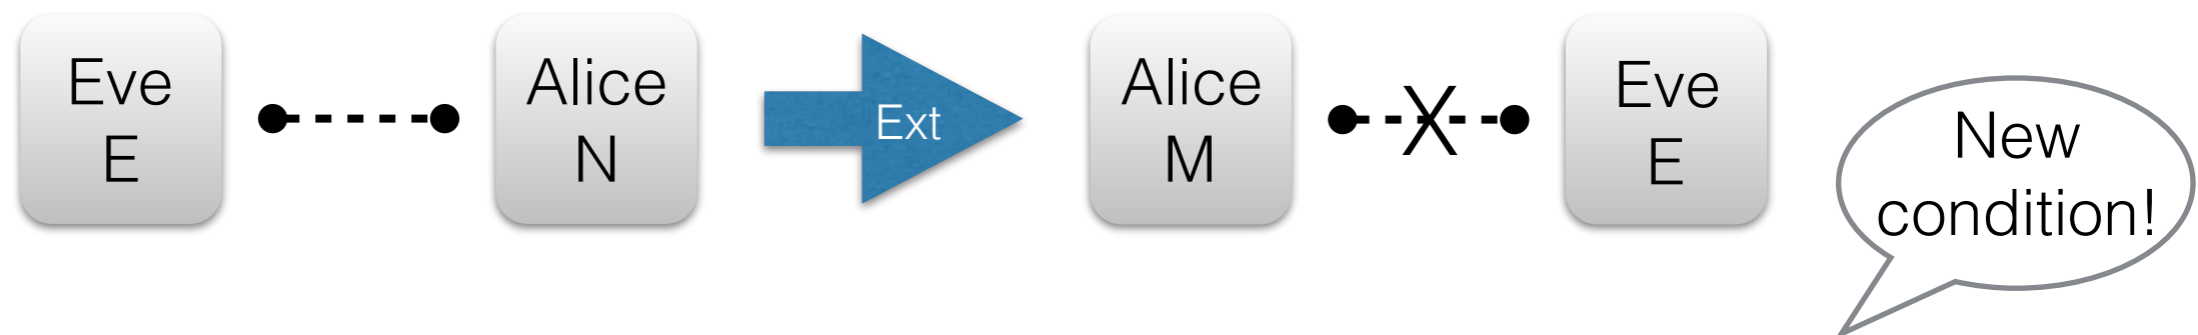 Eve
E
Alice
N
Ext
Alice
M
X
Eve
E
New
condition!